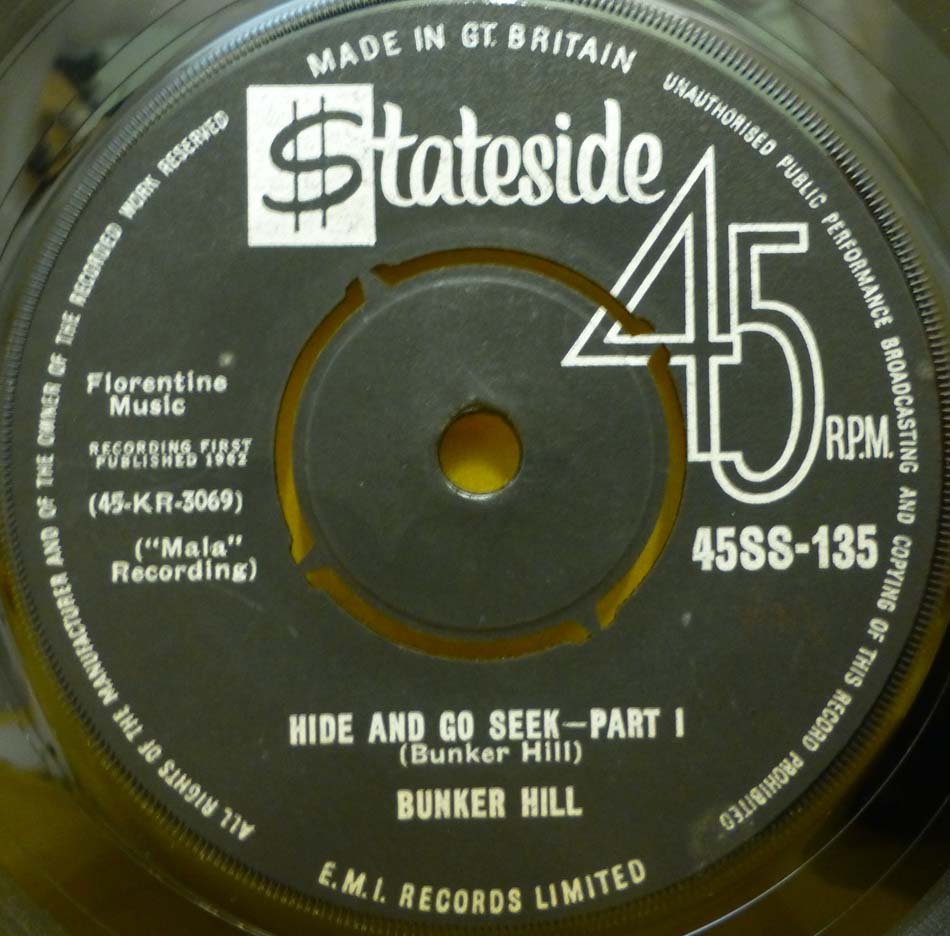 MADE IN GT. BRITAIN
UNAUTHORISED PUBLIC PERFORMANCE BROADCASTING AND COPYING OF THIS RECORD PROHIBITED
ALL RIGHTS OF THE MANUFACTURER AND OF THE OWNER OF THE RECORDED WORK RESERVED
Stateside
45
R.P.M.
Florentine
Music
RECORDING FIRST
PUBLISHED 1962
(45-KR-3069)
("Mala"
Recording)
45SS-135
HIDE AND GO SEEK—PART I
(Bunker Hill)
BUNKER HILL
E.M.I. RECORDS LIMITED